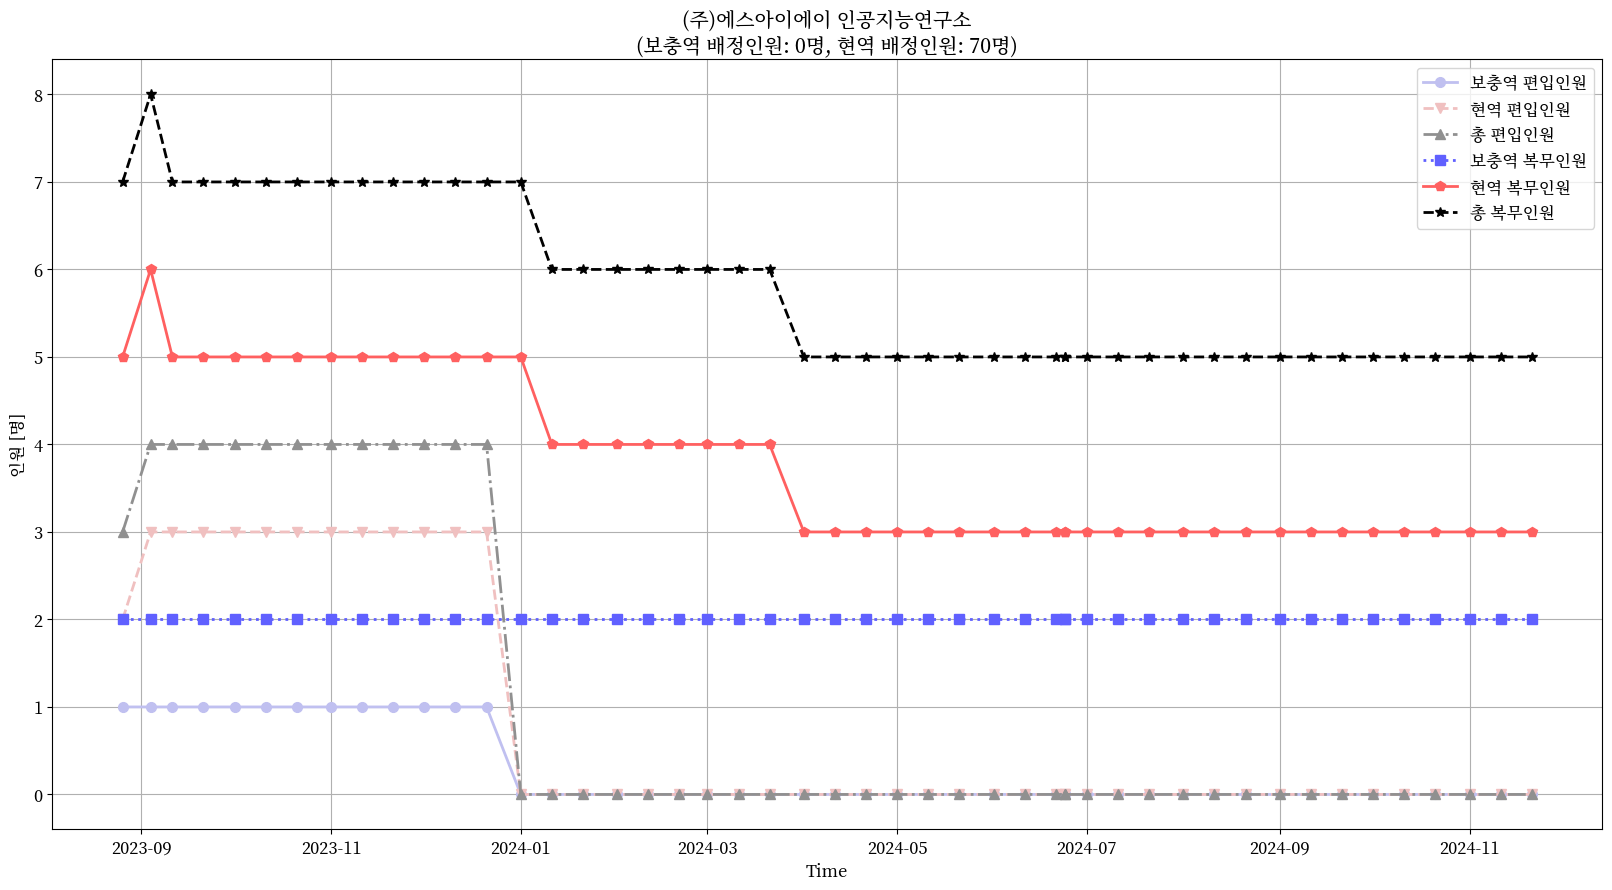 (주)에스아이에이 인공지능연구소
(보충역 배정인원: 0명, 현역 배정인원: 70명)
보충역 편입인원
현역 편입인원
총 편입인원
보충역 복무인원
현역 복무인원
총 복무인원
인원 [명]
8
7
6
5
4
3
2
1
0
2023-09 2023-11 2024-01 2024-03 2024-05 2024-07 2024-09 2024-11
Time